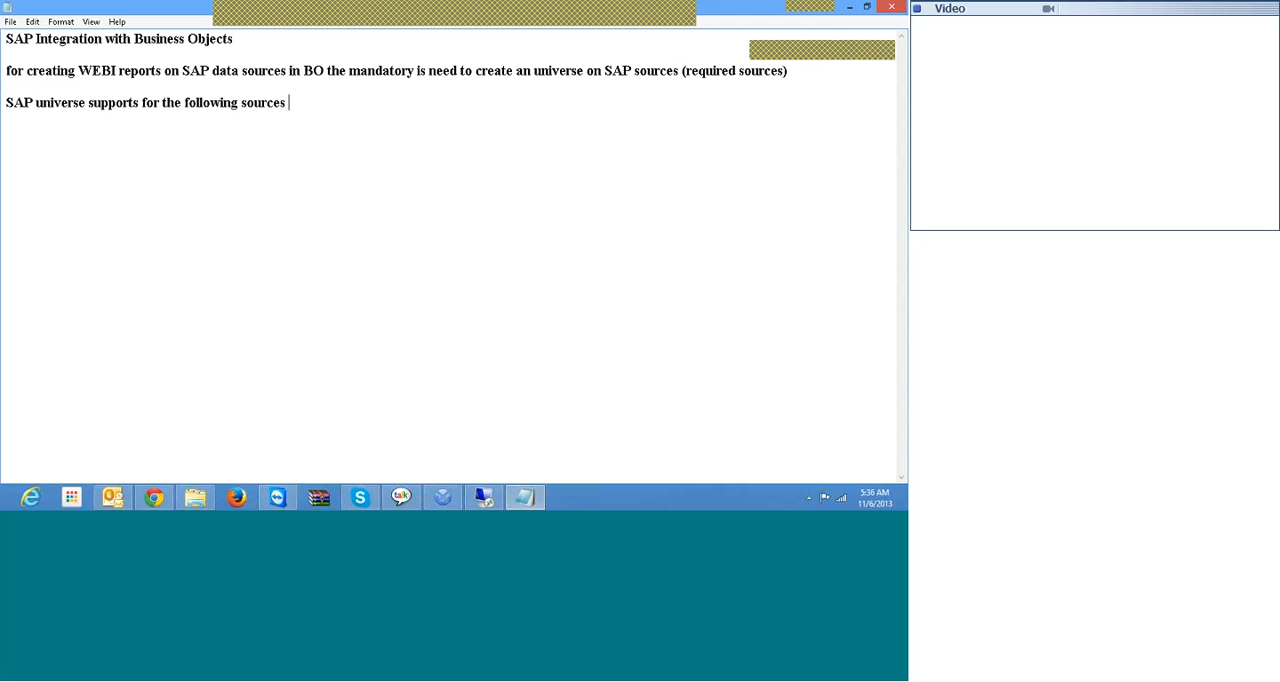 File Edit Format View Help
Video
SAP Integration with Business Objects
for creating WEBI reports on SAP data sources in BO the mandatory is need to create an universe on SAP sources (required sources)
SAP universe supports for the following sources
talk
5:36 AM
11/6/2013